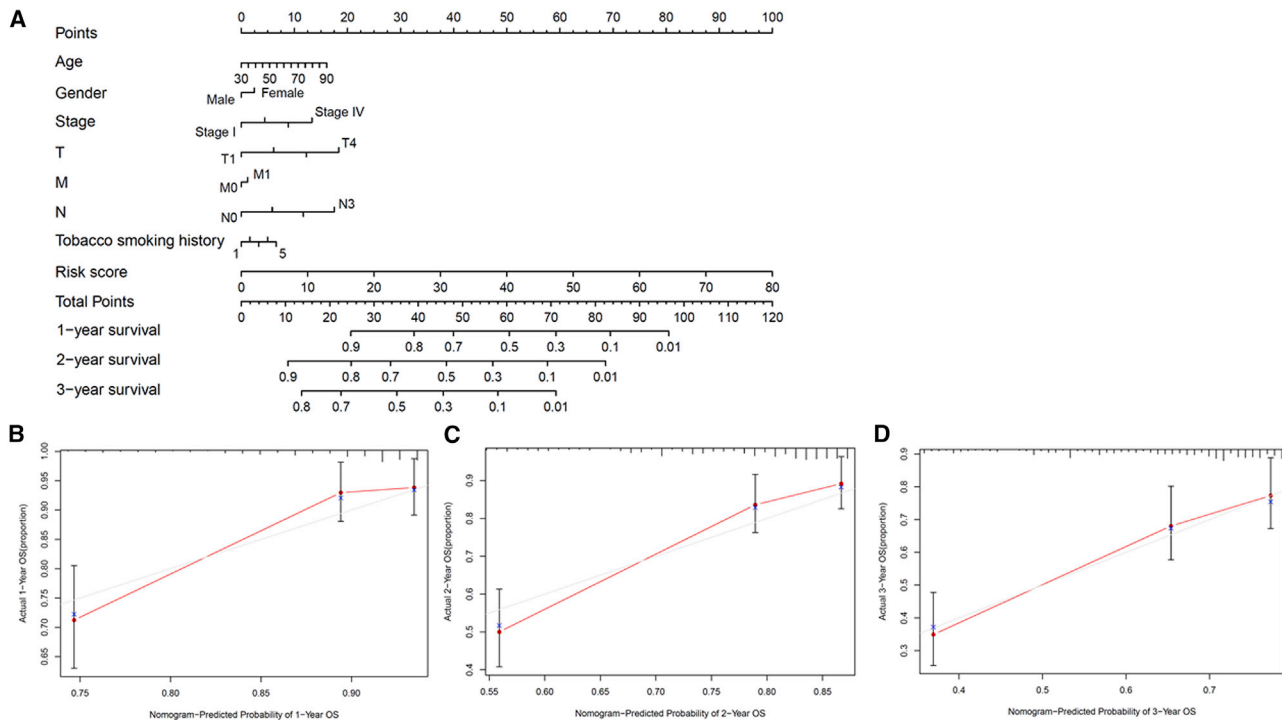 A
Points
0 10 20 30 40 50 60 70 80 90 100
Age
30 50 70 90
Gender
Male Female
Stage
Stage I Stage IV
T
T1 T4
M
M0 M1
N
N0 N3
Tobacco smoking history
1 5
Risk score
0 10 20 30 40 50 60 70 80
Total Points
0 10 20 30 40 50 60 70 80 90 100 110 120
1−year survival
0.9 0.8 0.7 0.5 0.3 0.1 0.01
2−year survival
0.9 0.8 0.7 0.5 0.3 0.1 0.01
3−year survival
0.8 0.7 0.5 0.3 0.1 0.01
B
Actual 1−Year OS(proportion)
1.00
0.95
0.90
0.85
0.80
0.75
0.70
0.65
0.75 0.80 0.85 0.90
Nomogram−Predicted Probability of 1−Year OS
C
Actual 2−Year OS(proportion)
0.9
0.8
0.7
0.6
0.5
0.4
0.55 0.60 0.65 0.70 0.75 0.80 0.85
Nomogram−Predicted Probability of 2−Year OS
D
Actual 3−Year OS(proportion)
0.9
0.8
0.7
0.6
0.5
0.4
0.3
0.4 0.5 0.6 0.7
Nomogram−Predicted Probability of 3−Year OS